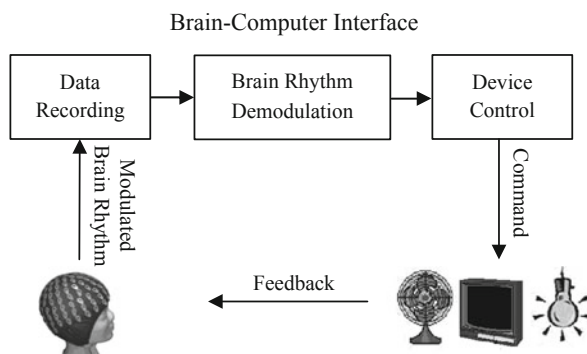 Brain-Computer Interface
Data
Recording
Brain Rhythm
Demodulation
Device
Control
Modulated
Brain Rhythm
Command
Feedback